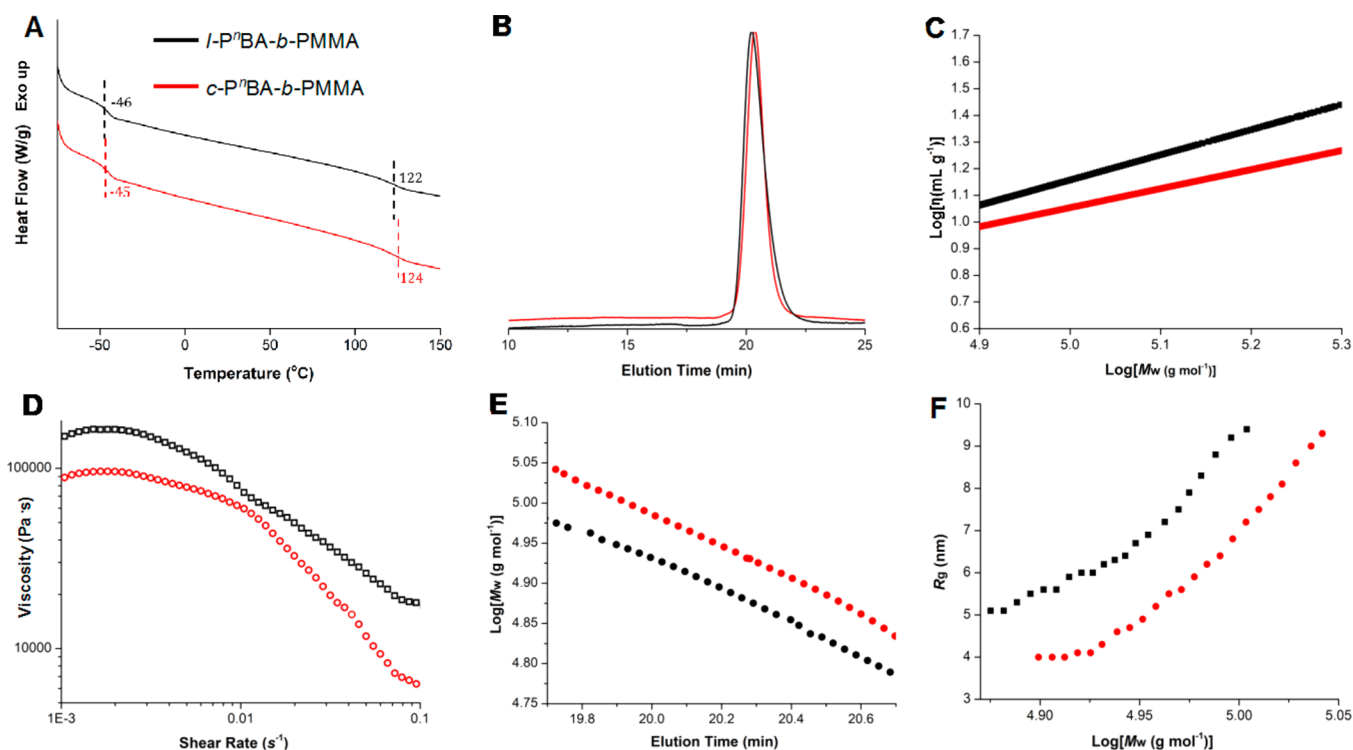 A
l-PⁿBA-b-PMMA
c-PⁿBA-b-PMMA
Heat Flow (W/g) Exo up
-46
-45
122
124
-50 0 50 100 150
Temperature (°C)
B
10 15 20 25
Elution Time (min)
C
Log[η(mL g⁻¹)]
1.7
1.6
1.5
1.4
1.3
1.2
1.1
1.0
0.9
0.8
0.7
0.6
4.9 5.0 5.1 5.2 5.3
Log[Mw (g mol⁻¹)]
D
Viscosity (Pa ·s)
100000
10000
1E-3 0.01 0.1
Shear Rate (s⁻¹)
E
Log[Mw (g mol⁻¹)]
5.10
5.05
5.00
4.95
4.90
4.85
4.80
4.75
19.8 20.0 20.2 20.4 20.6
Elution Time (min)
F
Rg (nm)
10
9
8
7
6
5
4
3
4.90 4.95 5.00 5.05
Log[Mw (g mol⁻¹)]